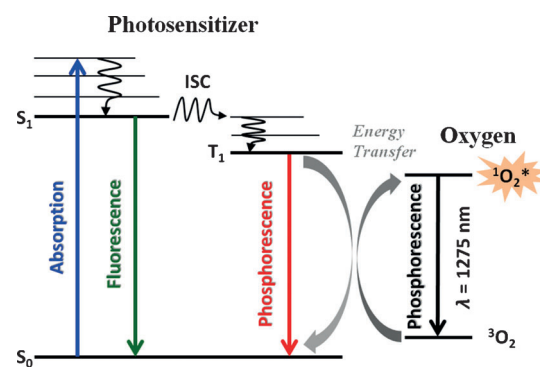 Photosensitizer
ISC
S1
T1
Energy
Transfer
Oxygen
¹O₂*
Absorption
Fluorescence
Phosphorescence
Phosphorescence
λ = 1275 nm
³O₂
S0